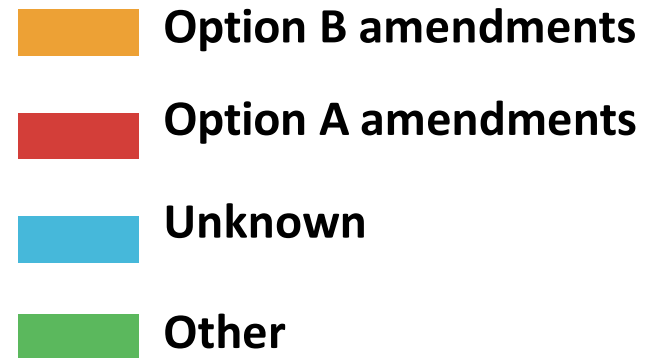 Option B amendments
Option A amendments
Unknown
Other